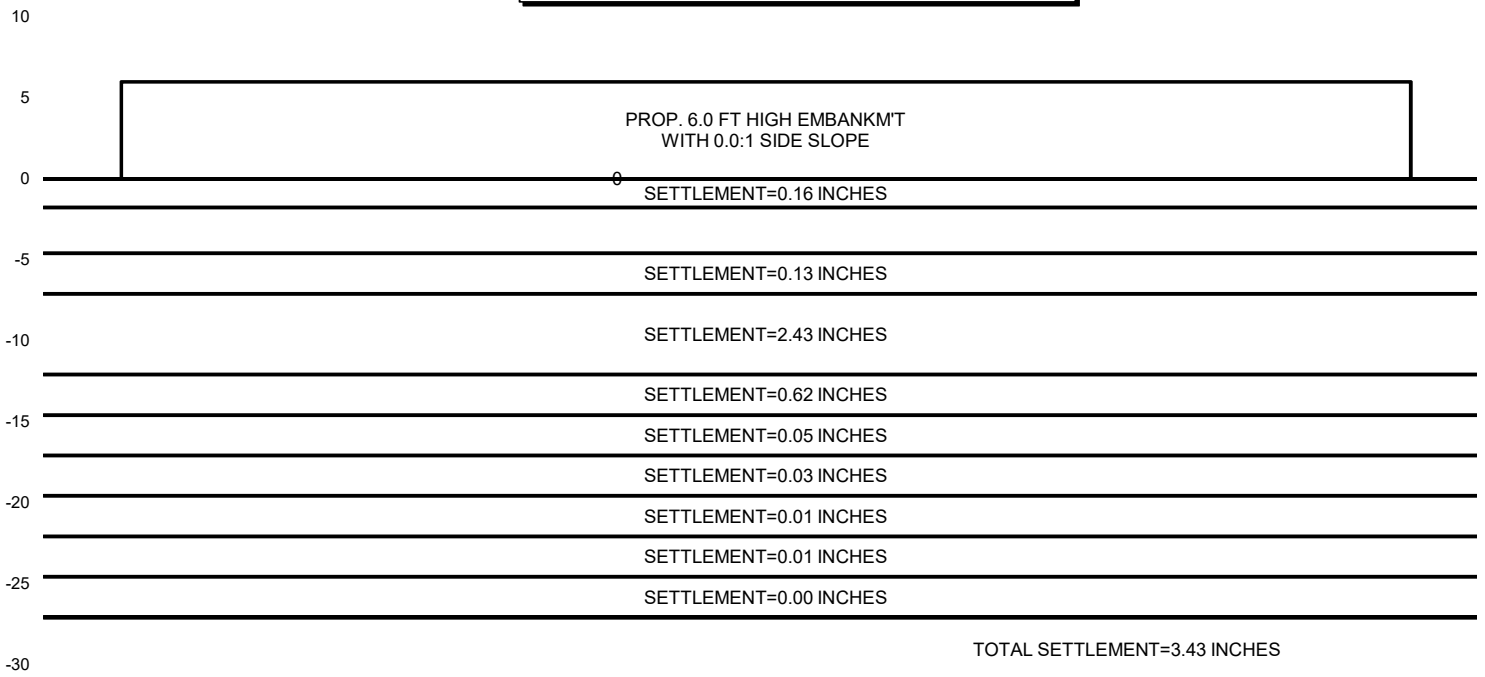 10
5
PROP. 6.0 FT HIGH EMBANKM'T
WITH 0.0:1 SIDE SLOPE
0
0
SETTLEMENT=0.16 INCHES
-5
SETTLEMENT=0.13 INCHES
-10
SETTLEMENT=2.43 INCHES
SETTLEMENT=0.62 INCHES
-15
SETTLEMENT=0.05 INCHES
SETTLEMENT=0.03 INCHES
-20
SETTLEMENT=0.01 INCHES
SETTLEMENT=0.01 INCHES
-25
SETTLEMENT=0.00 INCHES
TOTAL SETTLEMENT=3.43 INCHES
-30